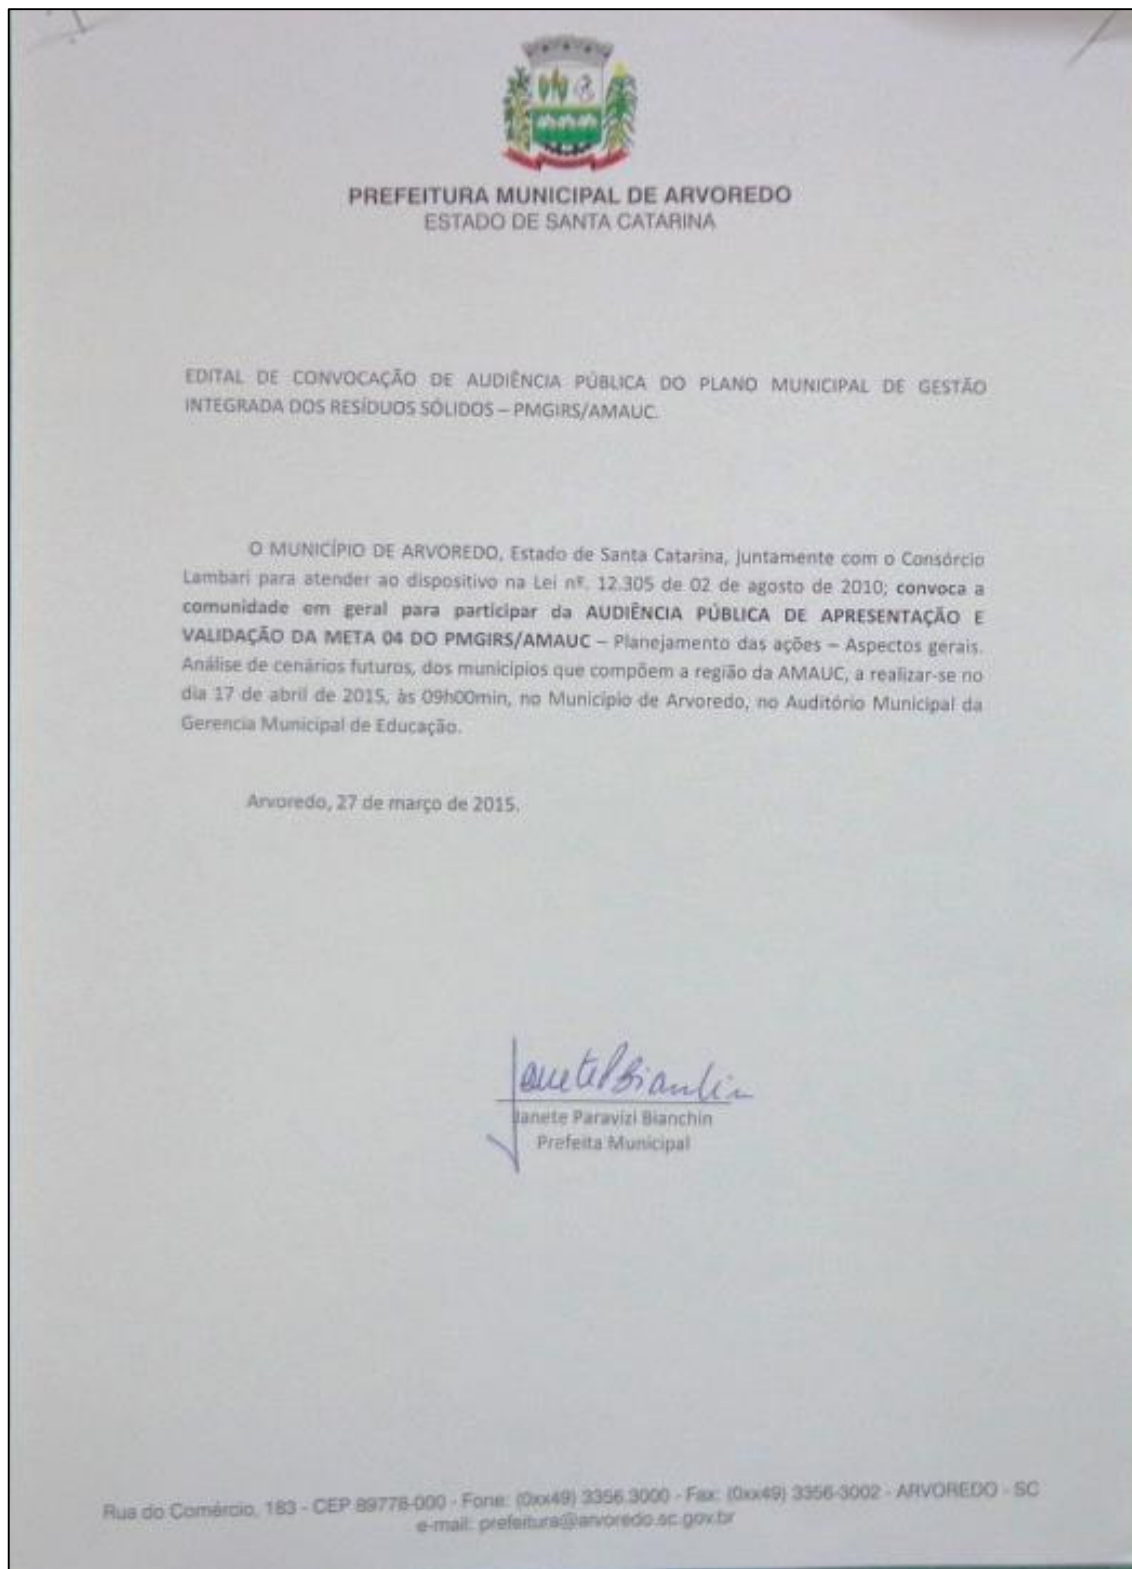 PREFEITURA MUNICIPAL DE ARVOREDO
ESTADO DE SANTA CATARINA
EDITAL DE CONVOCAÇÃO DE AUDIÊNCIA PÚBLICA DO PLANO MUNICIPAL DE GESTÃO
INTEGRADA DOS RESÍDUOS SÓLIDOS – PMGIRS/AMAUC.
O MUNICÍPIO DE ARVOREDO, Estado de Santa Catarina, juntamente com o Consórcio
Lambari para atender ao dispositivo na Lei nº. 12.305 de 02 de agosto de 2010; convoca a
comunidade em geral para participar da AUDIÊNCIA PÚBLICA DE APRESENTAÇÃO E
VALIDAÇÃO DA META 04 DO PMGIRS/AMAUC – Planejamento das ações – Aspectos gerais.
Análise de cenários futuros, dos municípios que compõem a região da AMAUC, a realizar-se no
dia 17 de abril de 2015, às 09h00min, no Município de Arvoredo, no Auditório Municipal da
Gerencia Municipal de Educação.
Arvoredo, 27 de março de 2015.
Janete P Bianchin
Janete Paravizi Bianchin
Prefeita Municipal
Rua do Comércio, 183 - CEP 89778-000 - Fone: (0xx49) 3356.3000 - Fax: (0xx49) 3356-3002 - ARVOREDO - SC
e-mail: prefeitura@arvoredo.sc.gov.br